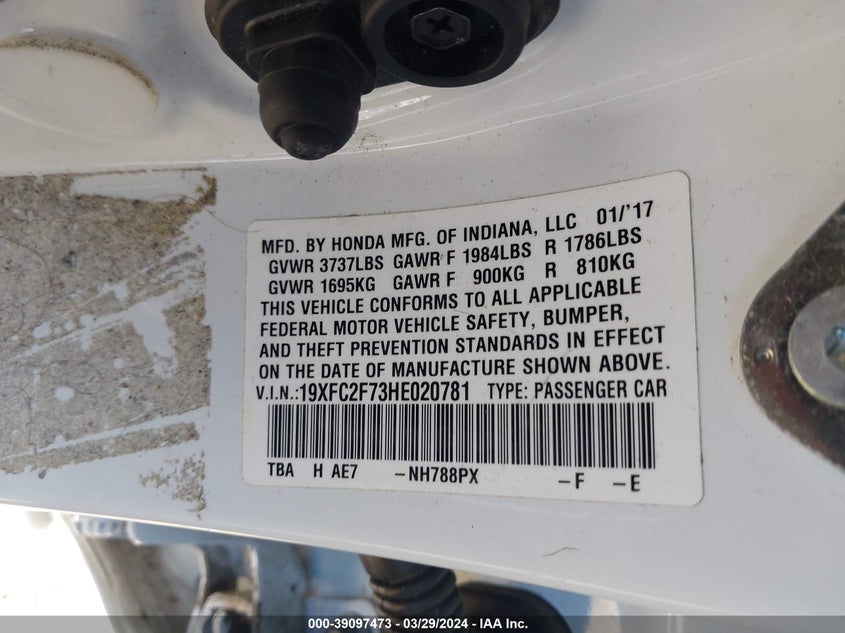 MFD. BY HONDA MFG. OF INDIANA, LLC 01/'17
GVWR 3737LBS GAWR F 1984LBS R 1786LBS
GVWR 1695KG GAWR F 900KG R 810KG
THIS VEHICLE CONFORMS TO ALL APPLICABLE
FEDERAL MOTOR VEHICLE SAFETY, BUMPER,
AND THEFT PREVENTION STANDARDS IN EFFECT
ON THE DATE OF MANUFACTURE SHOWN ABOVE.
V.I.N.:19XFC2F73HE020781 TYPE: PASSENGER CAR
TBA H AE7 -NH788PX -F -E
000-39097473 - 03/29/2024 - IAA Inc.